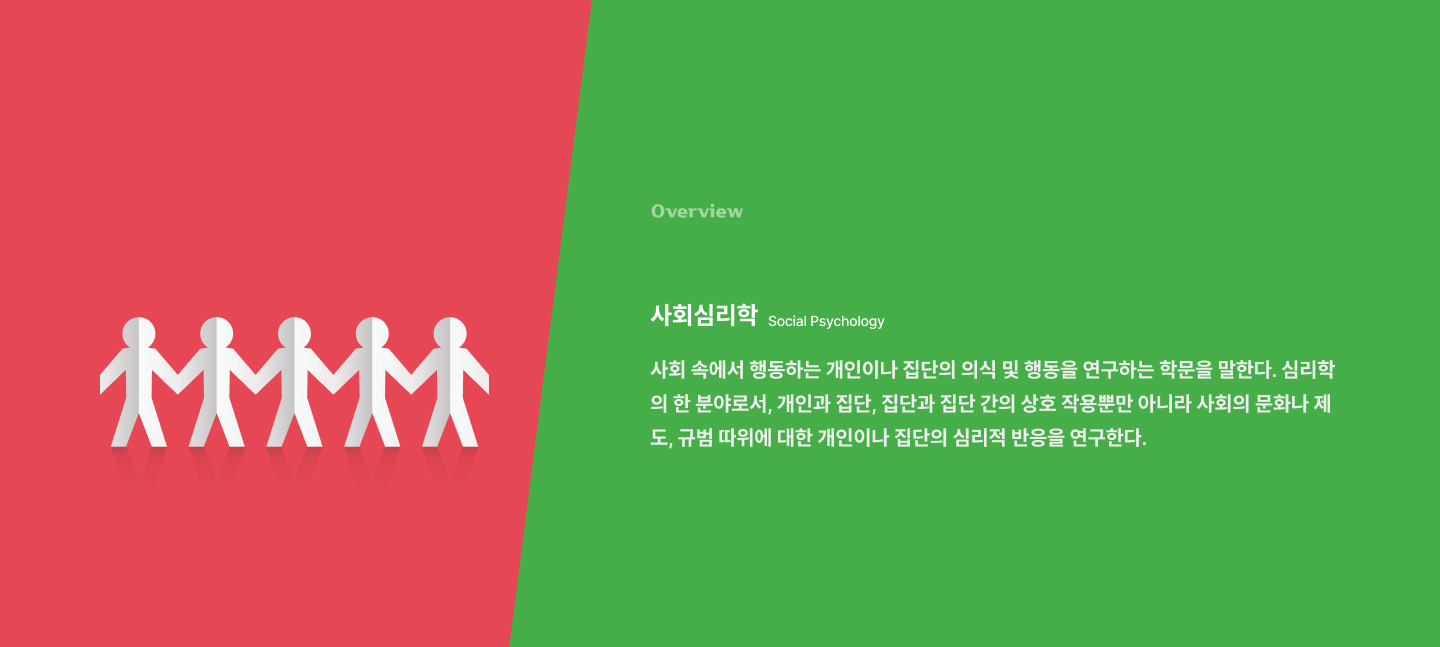 Overview
사회심리학 Social Psychology
사회 속에서 행동하는 개인이나 집단의 의식 및 행동을 연구하는 학문을 말한다. 심리학
의 한 분야로서, 개인과 집단, 집단과 집단 간의 상호 작용뿐만 아니라 사회의 문화나 제
도, 규범 따위에 대한 개인이나 집단의 심리적 반응을 연구한다.